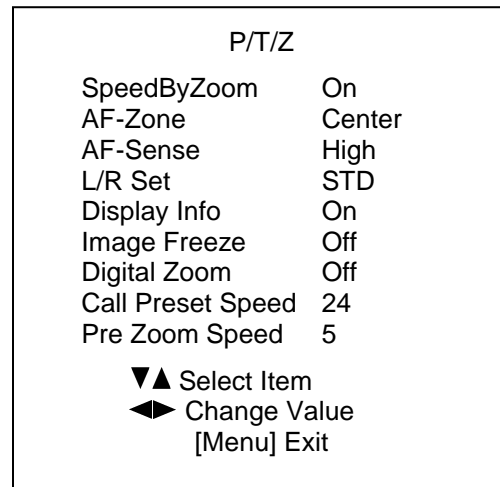 P/T/Z
SpeedByZoom On
AF-Zone Center
AF-Sense High
L/R Set STD
Display Info On
Image Freeze Off
Digital Zoom Off
Call Preset Speed 24
Pre Zoom Speed 5
▼▲ Select Item
◀▶ Change Value
[Menu] Exit